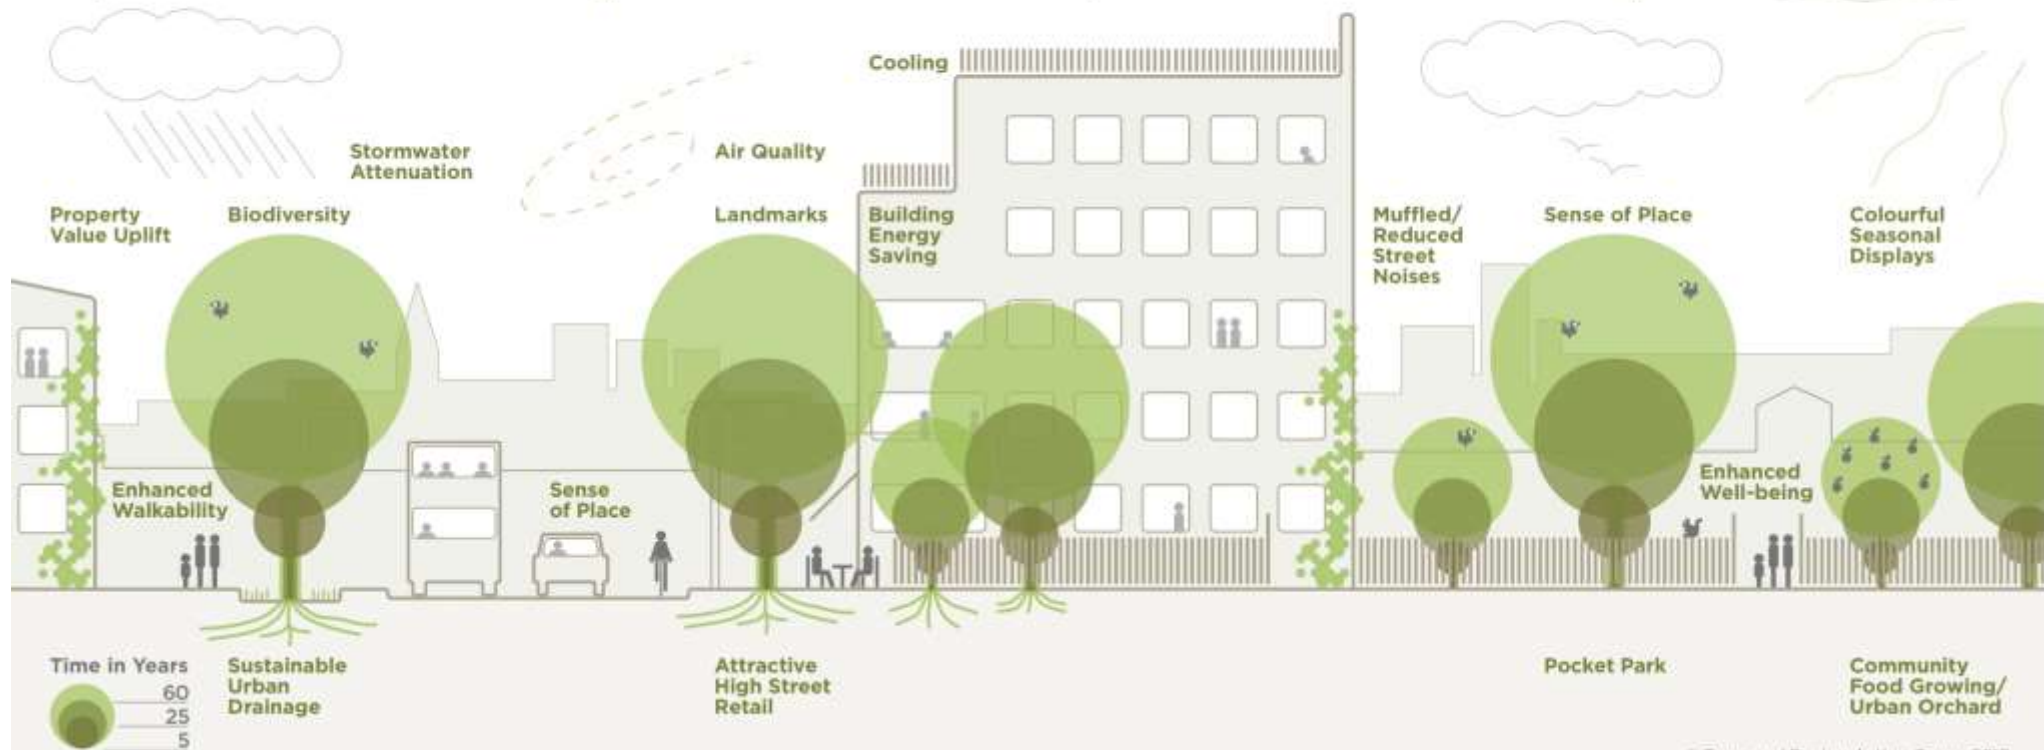 Cooling
Stormwater
Attenuation
Air Quality
Property
Value Uplift
Biodiversity
Landmarks
Building
Energy
Saving
Muffled/
Reduced
Street
Noises
Sense of Place
Colourful
Seasonal
Displays
Enhanced
Walkability
Sense
of Place
Enhanced
Well-being
Time in Years
60
25
5
Sustainable
Urban
Drainage
Attractive
High Street
Retail
Pocket Park
Community
Food Growing/
Urban Orchard